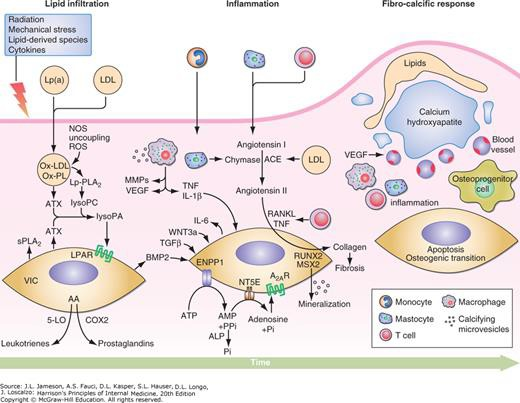 Lipid infiltration
Inflammation
Fibro-calcific response
Radiation
Mechanical stress
Lipid-derived species
Cytokines
Lp(a)
LDL
NOS
uncoupling
ROS
Ox-LDL
Ox-PL
Lp-PLA2
ATX
lysoPC
lysoPA
sPLA2
ATX
LPAR
VIC
AA
5-LO
COX2
Leukotrienes
Prostaglandins
Angiotensin I
Chymase
ACE
LDL
Angiotensin II
MMPs
VEGF
TNF
IL-1β
IL-6
WNT3a
TGFβ
BMP2
ENPP1
RANKL
TNF
RUNX2
MSX2
Collagen
Fibrosis
Mineralization
NT5E
A2AR
ATP
AMP
+PPi
ALP
Pi
Adenosine
+Pi
Lipids
Calcium
hydroxyapatite
Blood
vessel
VEGF
inflammation
Osteoprogenitor
cell
Apoptosis
Osteogenic transition
Monocyte
Mastocyte
T cell
Macrophage
Calcifying
microvesicles
Time
Source: J.L. Jameson, A.S. Fauci, D.L. Kasper, S.L. Hauser, D.L. Longo,
J. Loscalzo: Harrison's Principles of Internal Medicine, 20th Edition
Copyright © McGraw-Hill Education. All rights reserved.